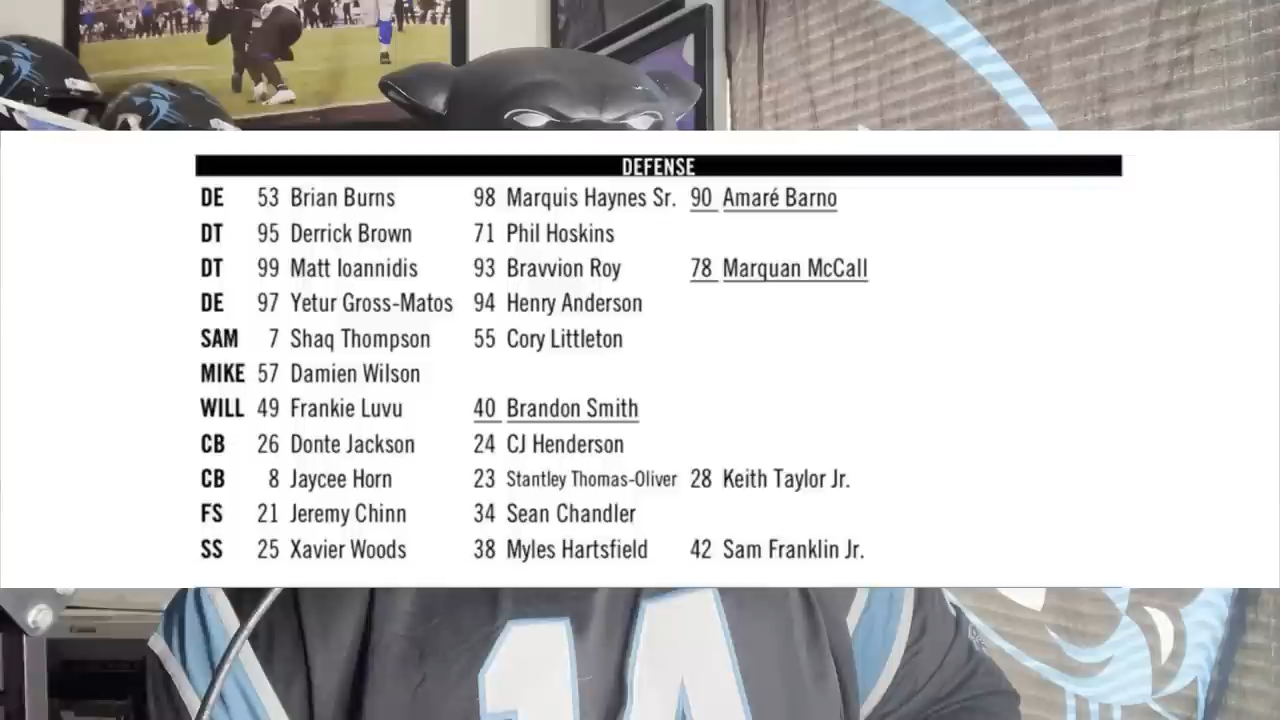 DEFENSE
DE 53 Brian Burns 98 Marquis Haynes Sr. 90 Amaré Barno
DT 95 Derrick Brown 71 Phil Hoskins
DT 99 Matt Ioannidis 93 Bravvion Roy 78 Marquan McCall
DE 97 Yetur Gross-Matos 94 Henry Anderson
SAM 7 Shaq Thompson 55 Cory Littleton
MIKE 57 Damien Wilson
WILL 49 Frankie Luvu 40 Brandon Smith
CB 26 Donte Jackson 24 CJ Henderson
CB 8 Jaycee Horn 23 Stantley Thomas-Oliver 28 Keith Taylor Jr.
FS 21 Jeremy Chinn 34 Sean Chandler
SS 25 Xavier Woods 38 Myles Hartsfield 42 Sam Franklin Jr.
14